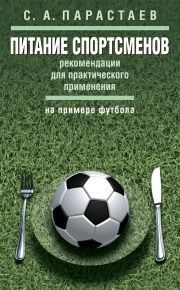 С. А. ПАРАСТАЕВ
ПИТАНИЕ СПОРТСМЕНОВ
рекомендации
для практического
применения
на примере футбола